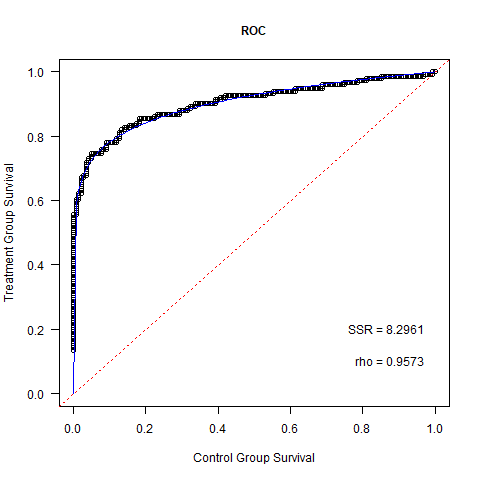 ROC
Treatment Group Survival
1.0
0.8
0.6
0.4
0.2
0.0
SSR = 8.2961
rho = 0.9573
0.0 0.2 0.4 0.6 0.8 1.0
Control Group Survival